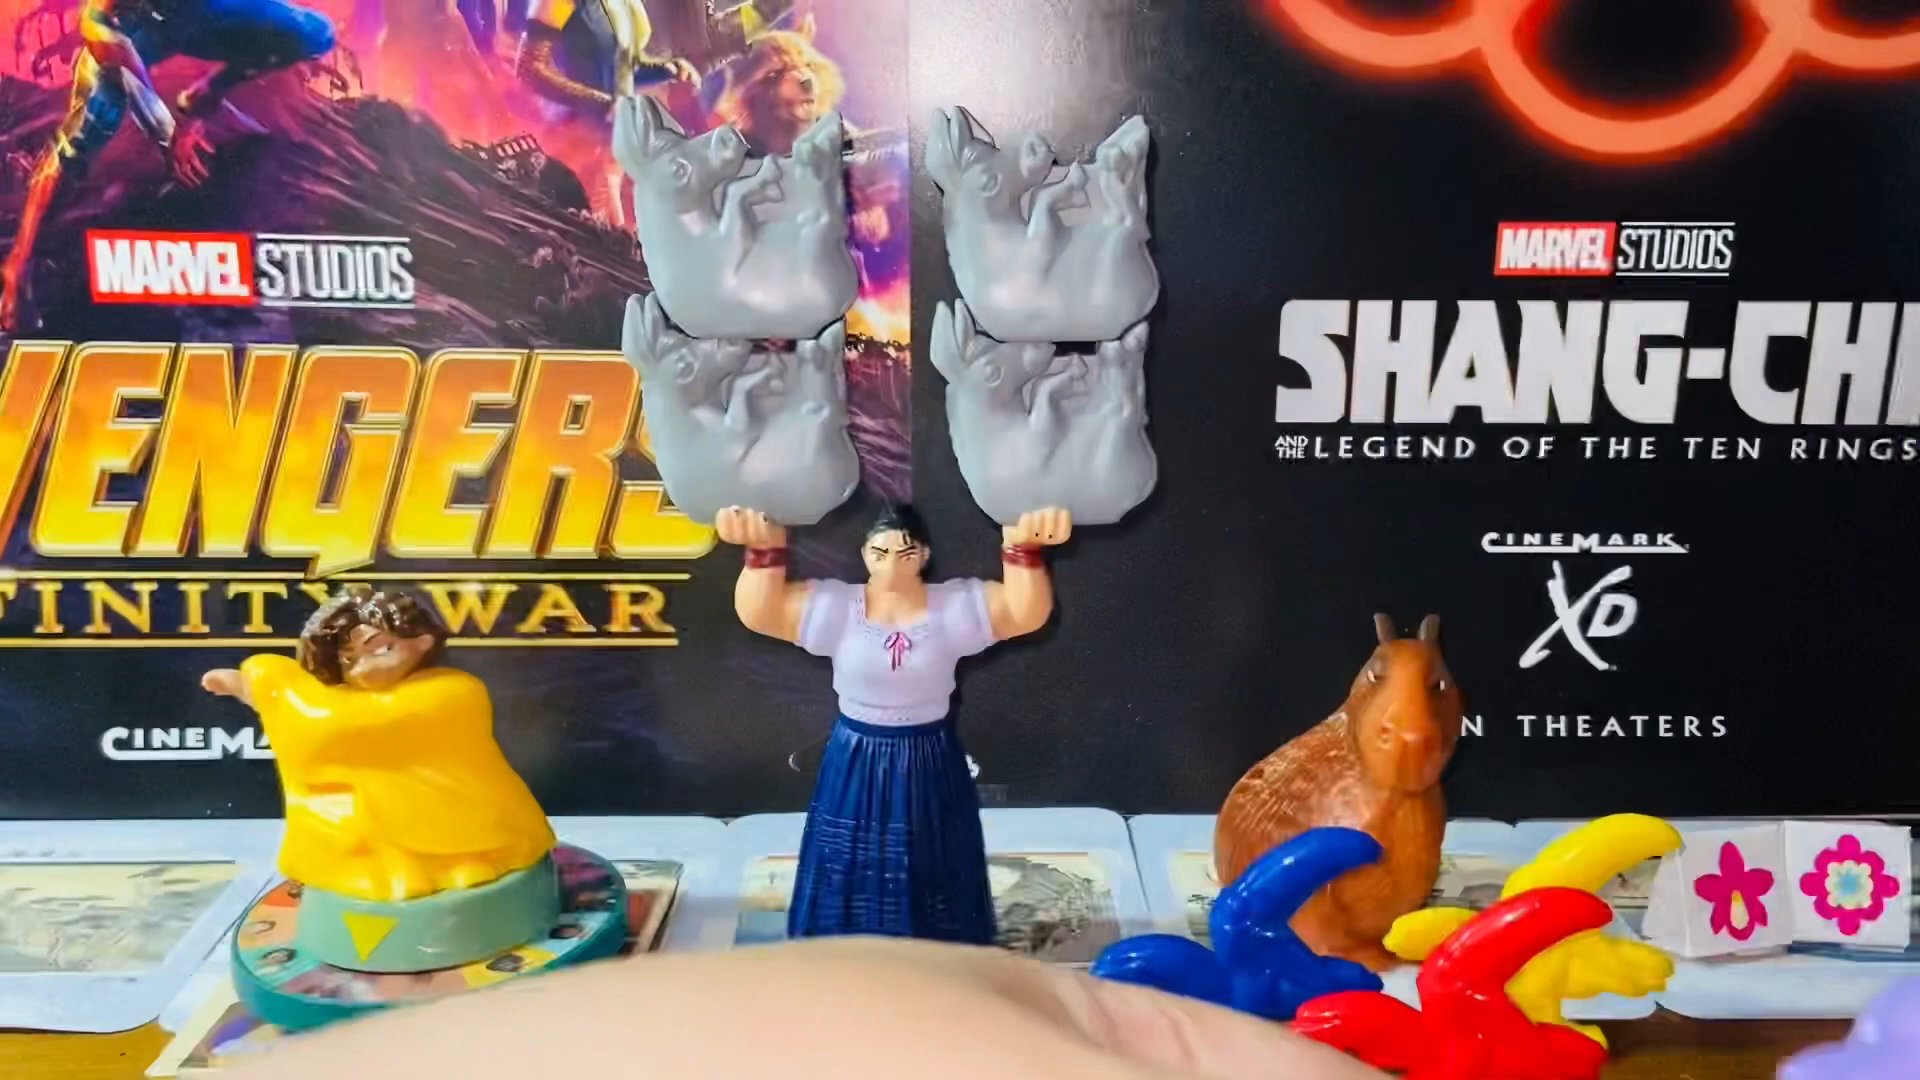 MARVEL STUDIOS
VENGERS
FINITY WAR
CINEMA
MARVEL STUDIOS
SHANG-CHI
AND THE LEGEND OF THE TEN RINGS
CINEMARK
XD
N THEATERS